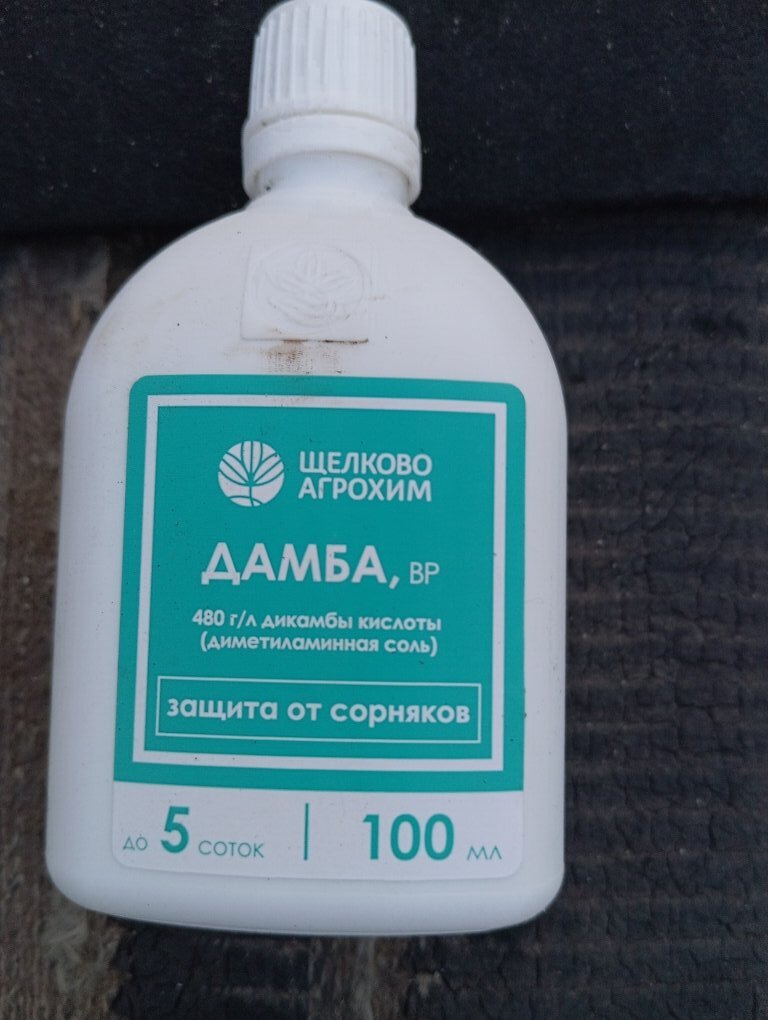 ЩЕЛКОВО
АГРОХИМ
ДАМБА, ВР
480 г/л дикамбы кислоты
(диметиламинная соль)
защита от сорняков
до 5 соток | 100 мл